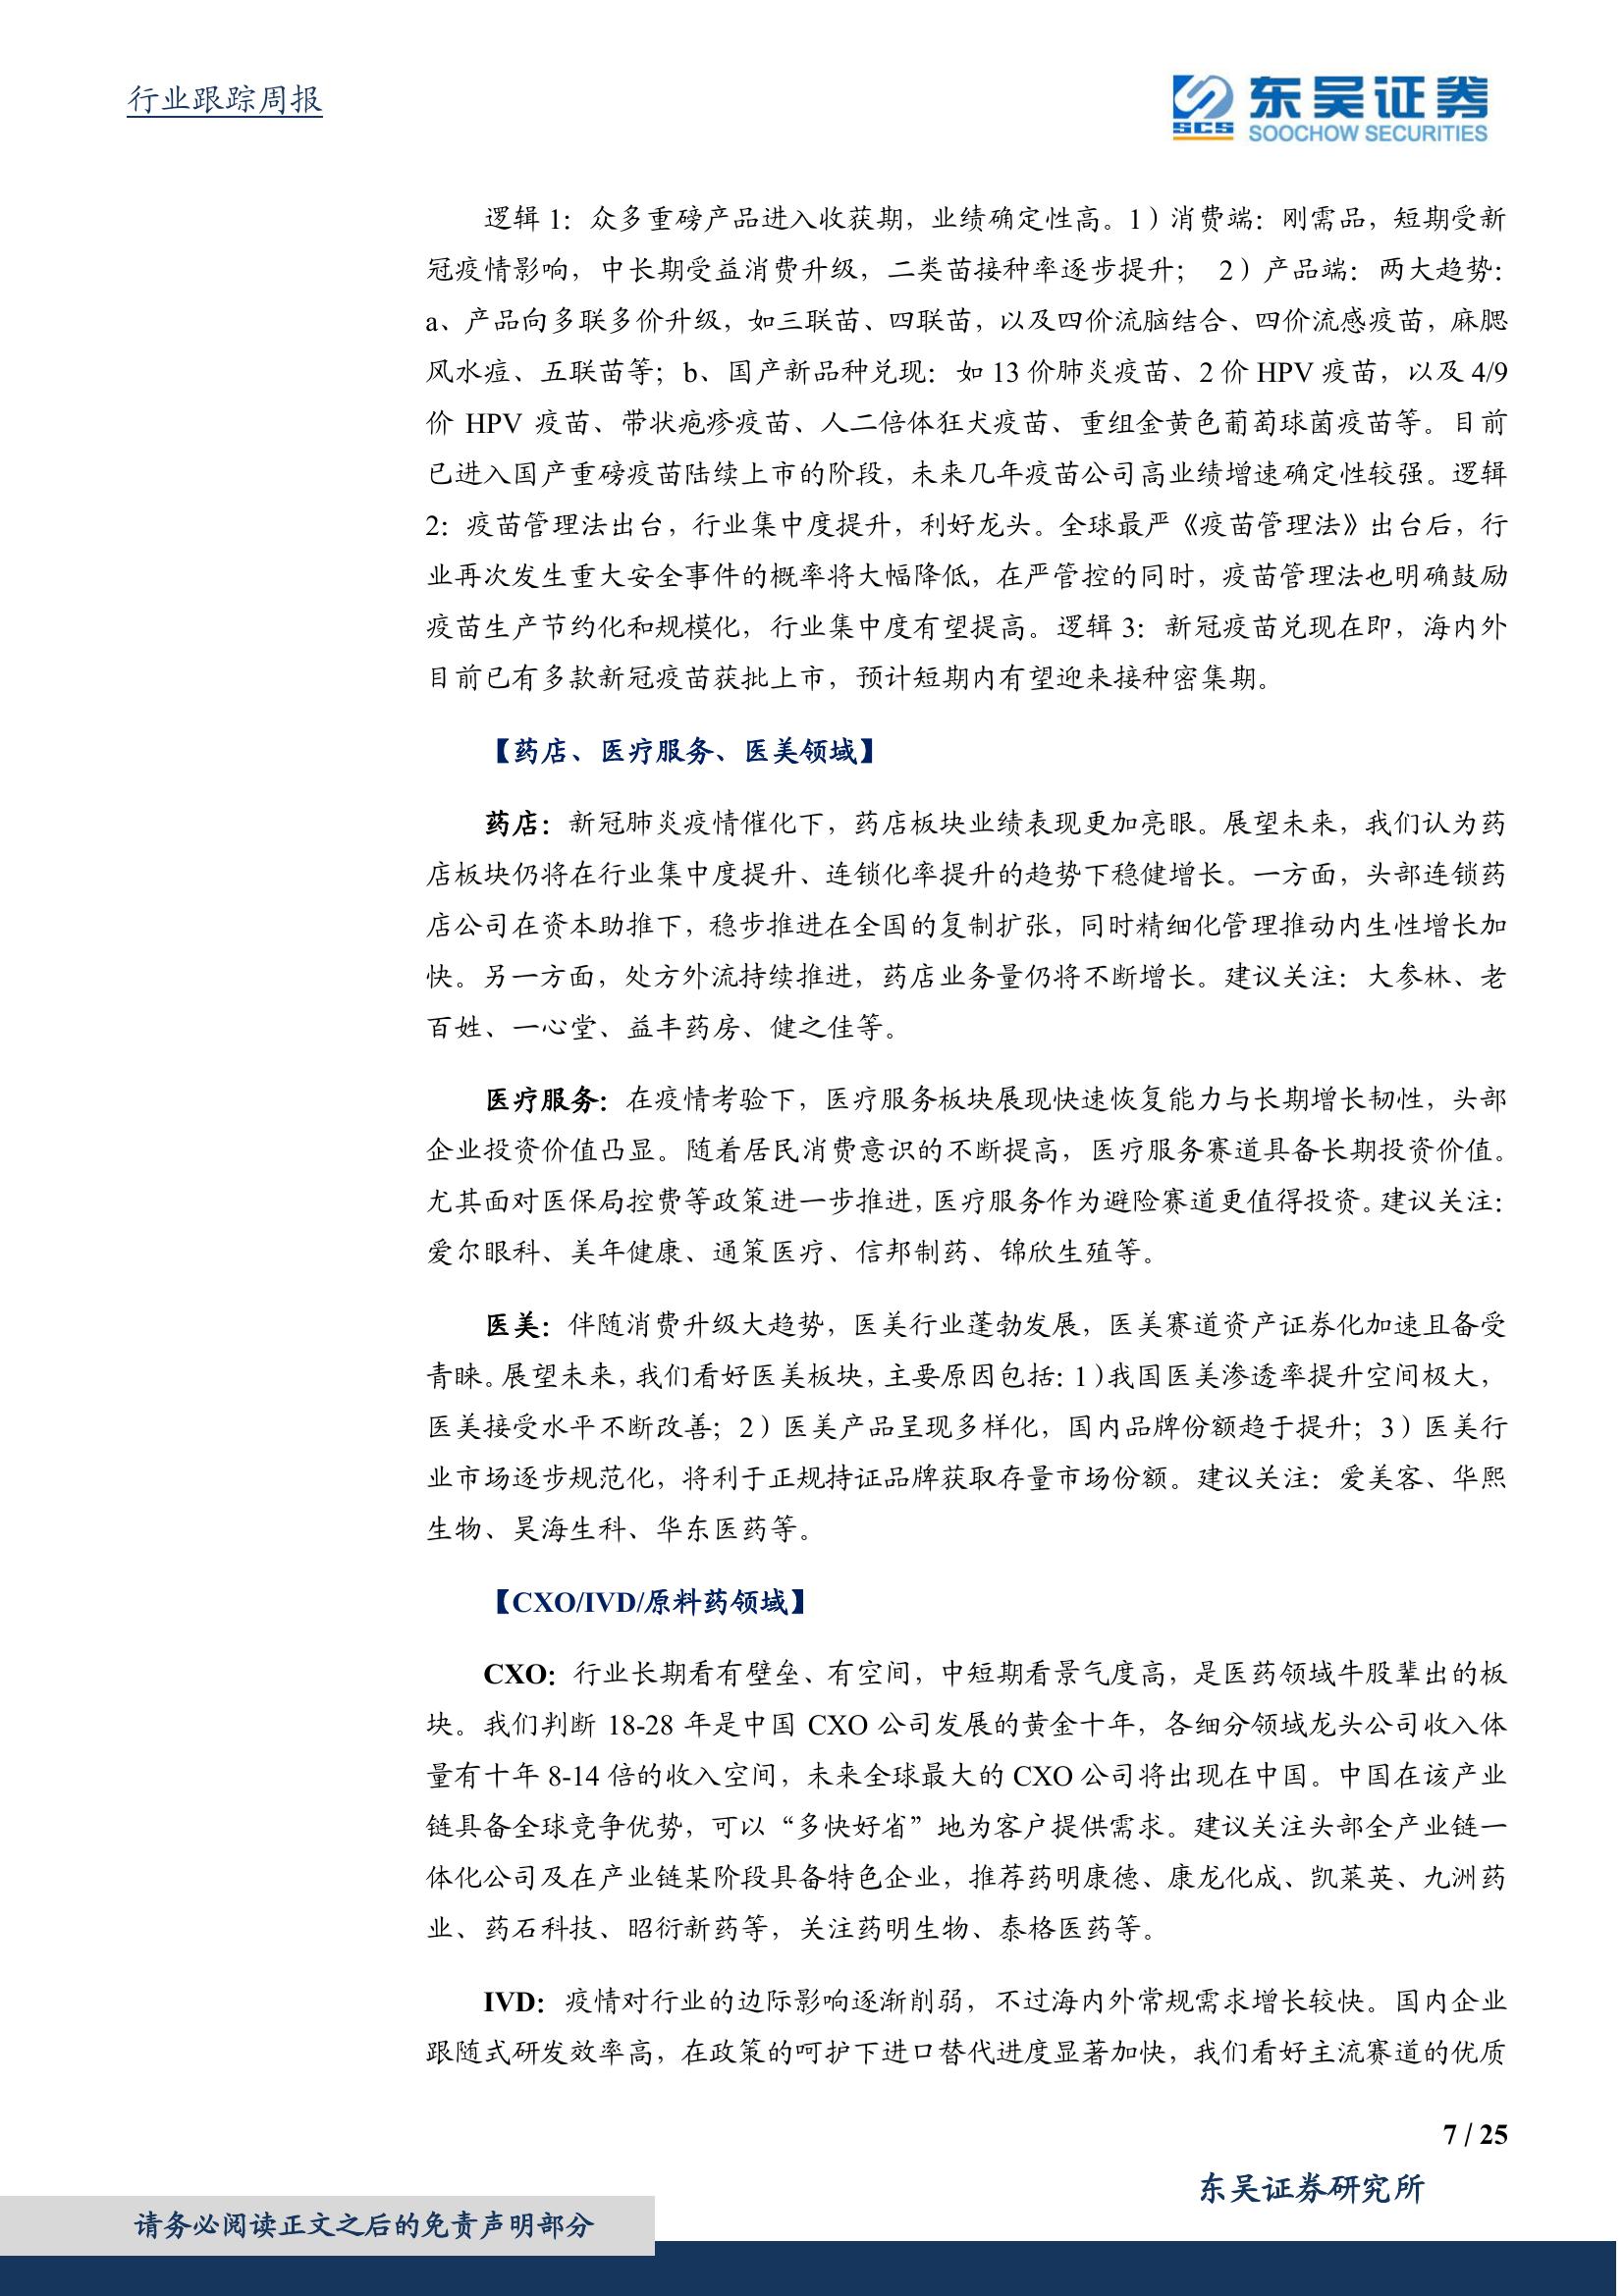 行业跟踪周报
SCS 东吴证券
SOOCHOW SECURITIES
逻辑 1：众多重磅产品进入收获期，业绩确定性高。1）消费端：刚需品，短期受新
冠疫情影响，中长期受益消费升级，二类苗接种率逐步提升； 2）产品端：两大趋势：
a、产品向多联多价升级，如三联苗、四联苗，以及四价流脑结合、四价流感疫苗，麻腮
风水痘、五联苗等；b、国产新品种兑现：如 13 价肺炎疫苗、2 价 HPV 疫苗，以及 4/9
价 HPV 疫苗、带状疱疹疫苗、人二倍体狂犬疫苗、重组金黄色葡萄球菌疫苗等。目前
已进入国产重磅疫苗陆续上市的阶段，未来几年疫苗公司高业绩增速确定性较强。逻辑
2：疫苗管理法出台，行业集中度提升，利好龙头。全球最严《疫苗管理法》出台后，行
业再次发生重大安全事件的概率将大幅降低，在严管控的同时，疫苗管理法也明确鼓励
疫苗生产节约化和规模化，行业集中度有望提高。逻辑 3：新冠疫苗兑现在即，海内外
目前已有多款新冠疫苗获批上市，预计短期内有望迎来接种密集期。
【药店、医疗服务、医美领域】
药店：新冠肺炎疫情催化下，药店板块业绩表现更加亮眼。展望未来，我们认为药
店板块仍将在行业集中度提升、连锁化率提升的趋势下稳健增长。一方面，头部连锁药
店公司在资本助推下，稳步推进在全国的复制扩张，同时精细化管理推动内生性增长加
快。另一方面，处方外流持续推进，药店业务量仍将不断增长。建议关注：大参林、老
百姓、一心堂、益丰药房、健之佳等。
医疗服务：在疫情考验下，医疗服务板块展现快速恢复能力与长期增长韧性，头部
企业投资价值凸显。随着居民消费意识的不断提高，医疗服务赛道具备长期投资价值。
尤其面对医保局控费等政策进一步推进，医疗服务作为避险赛道更值得投资。建议关注：
爱尔眼科、美年健康、通策医疗、信邦制药、锦欣生殖等。
医美：伴随消费升级大趋势，医美行业蓬勃发展，医美赛道资产证券化加速且备受
青睐。展望未来，我们看好医美板块，主要原因包括：1）我国医美渗透率提升空间极大，
医美接受水平不断改善；2）医美产品呈现多样化，国内品牌份额趋于提升；3）医美行
业市场逐步规范化，将利于正规持证品牌获取存量市场份额。建议关注：爱美客、华熙
生物、昊海生科、华东医药等。
【CXO/IVD/原料药领域】
CXO：行业长期看有壁垒、有空间，中短期看景气度高，是医药领域牛股辈出的板
块。我们判断 18-28 年是中国 CXO 公司发展的黄金十年，各细分领域龙头公司收入体
量有十年 8-14 倍的收入空间，未来全球最大的 CXO 公司将出现在中国。中国在该产业
链具备全球竞争优势，可以“多快好省”地为客户提供需求。建议关注头部全产业链一
体化公司及在产业链某阶段具备特色企业，推荐药明康德、康龙化成、凯莱英、九洲药
业、药石科技、昭衍新药等，关注药明生物、泰格医药等。
IVD：疫情对行业的边际影响逐渐削弱，不过海内外常规需求增长较快。国内企业
跟随式研发效率高，在政策的呵护下进口替代进度显著加快，我们看好主流赛道的优质
7 / 25
东吴证券研究所
请务必阅读正文之后的免责声明部分